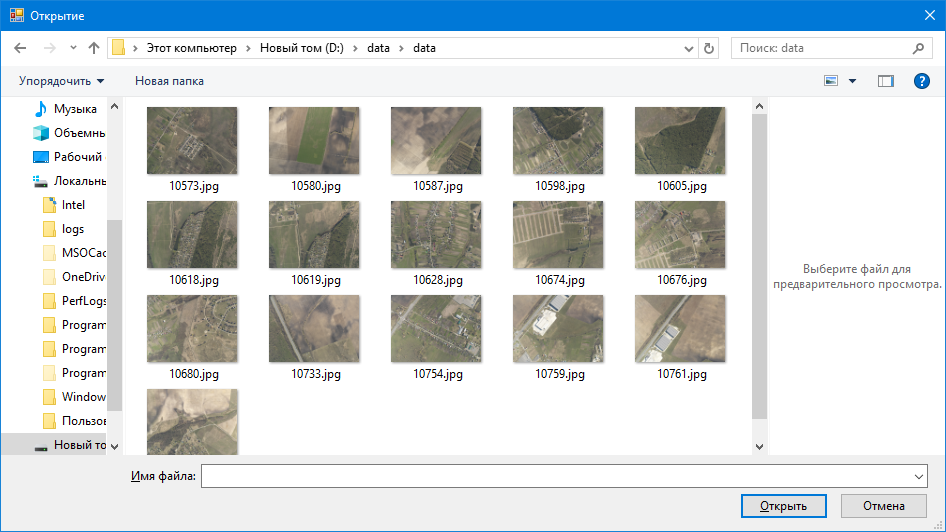 Открытие
Этот компьютер > Новый том (D:) > data > data
Поиск: data
Упорядочить
Новая папка
?
Музыка
Объемны
Рабочий
Локальны
Intel
logs
MSOCac
OneDriv
PerfLogs
Program
Program
Program
Window
Пользов
Новый то
10573.jpg 10580.jpg 10587.jpg 10598.jpg 10605.jpg
10618.jpg 10619.jpg 10628.jpg 10674.jpg 10676.jpg
10680.jpg 10733.jpg 10754.jpg 10759.jpg 10761.jpg
Выберите файл для
предварительного просмотра.
Имя файла:
Открыть
Отмена